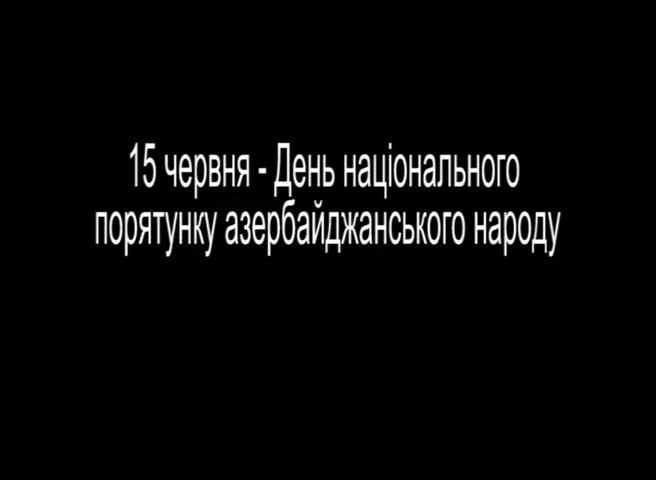 15 червня - День національного
порятунку азербайджанського народу